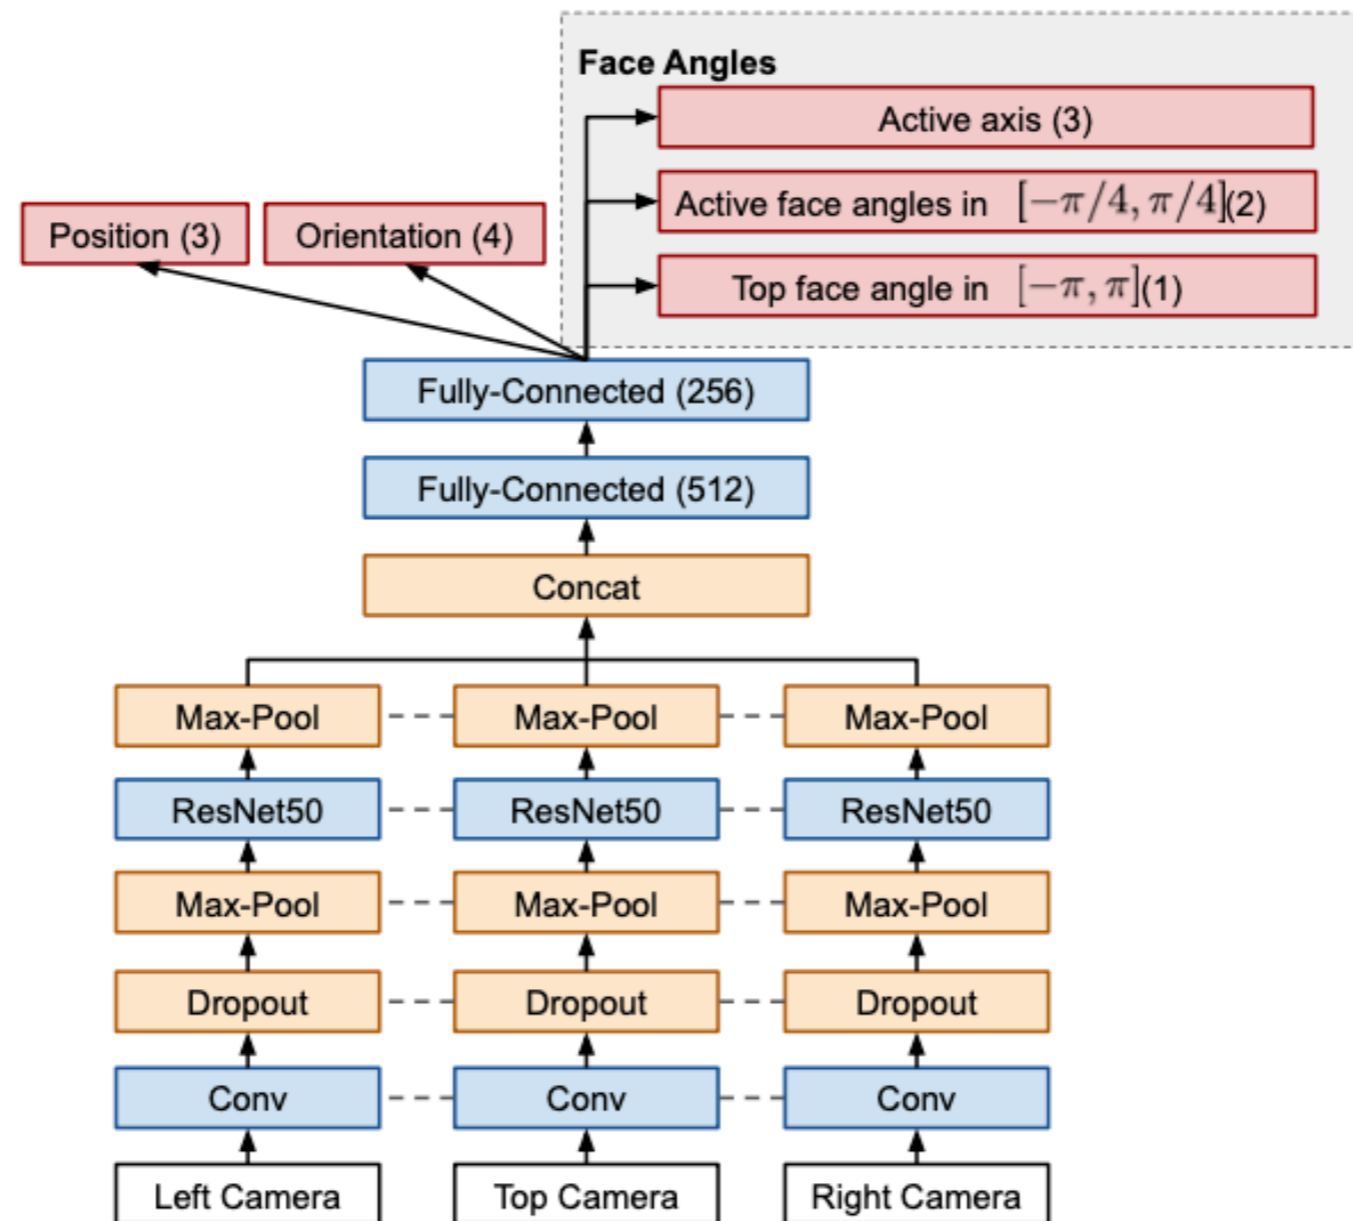 Face Angles
Active axis (3)
Active face angles in [−π/4, π/4](2)
Top face angle in [−π, π](1)
Position (3)
Orientation (4)
Fully-Connected (256)
Fully-Connected (512)
Concat
Max-Pool Max-Pool Max-Pool
ResNet50 ResNet50 ResNet50
Max-Pool Max-Pool Max-Pool
Dropout Dropout Dropout
Conv Conv Conv
Left Camera Top Camera Right Camera